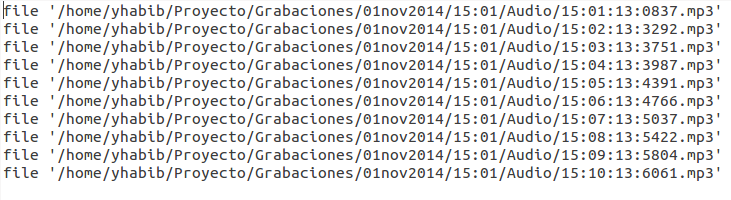 file '/home/yhabib/Proyecto/Grabaciones/01nov2014/15:01/Audio/15:01:13:0837.mp3'
file '/home/yhabib/Proyecto/Grabaciones/01nov2014/15:01/Audio/15:02:13:3292.mp3'
file '/home/yhabib/Proyecto/Grabaciones/01nov2014/15:01/Audio/15:03:13:3751.mp3'
file '/home/yhabib/Proyecto/Grabaciones/01nov2014/15:01/Audio/15:04:13:3987.mp3'
file '/home/yhabib/Proyecto/Grabaciones/01nov2014/15:01/Audio/15:05:13:4391.mp3'
file '/home/yhabib/Proyecto/Grabaciones/01nov2014/15:01/Audio/15:06:13:4766.mp3'
file '/home/yhabib/Proyecto/Grabaciones/01nov2014/15:01/Audio/15:07:13:5037.mp3'
file '/home/yhabib/Proyecto/Grabaciones/01nov2014/15:01/Audio/15:08:13:5422.mp3'
file '/home/yhabib/Proyecto/Grabaciones/01nov2014/15:01/Audio/15:09:13:5804.mp3'
file '/home/yhabib/Proyecto/Grabaciones/01nov2014/15:01/Audio/15:10:13:6061.mp3'